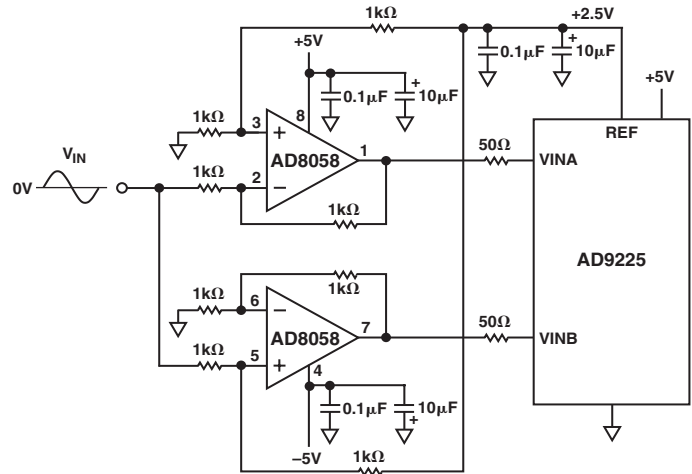 1kΩ
+2.5V
+5V
0.1µF
+
10µF
+5V
8
0.1µF
+
10µF
REF
1kΩ
3
+
AD8058
1
50Ω
VINA
VIN
0V
1kΩ
2
−
1kΩ
AD9225
1kΩ
1kΩ
6
−
AD8058
7
50Ω
VINB
1kΩ
5
+
4
0.1µF
10µF
+
−5V
1kΩ